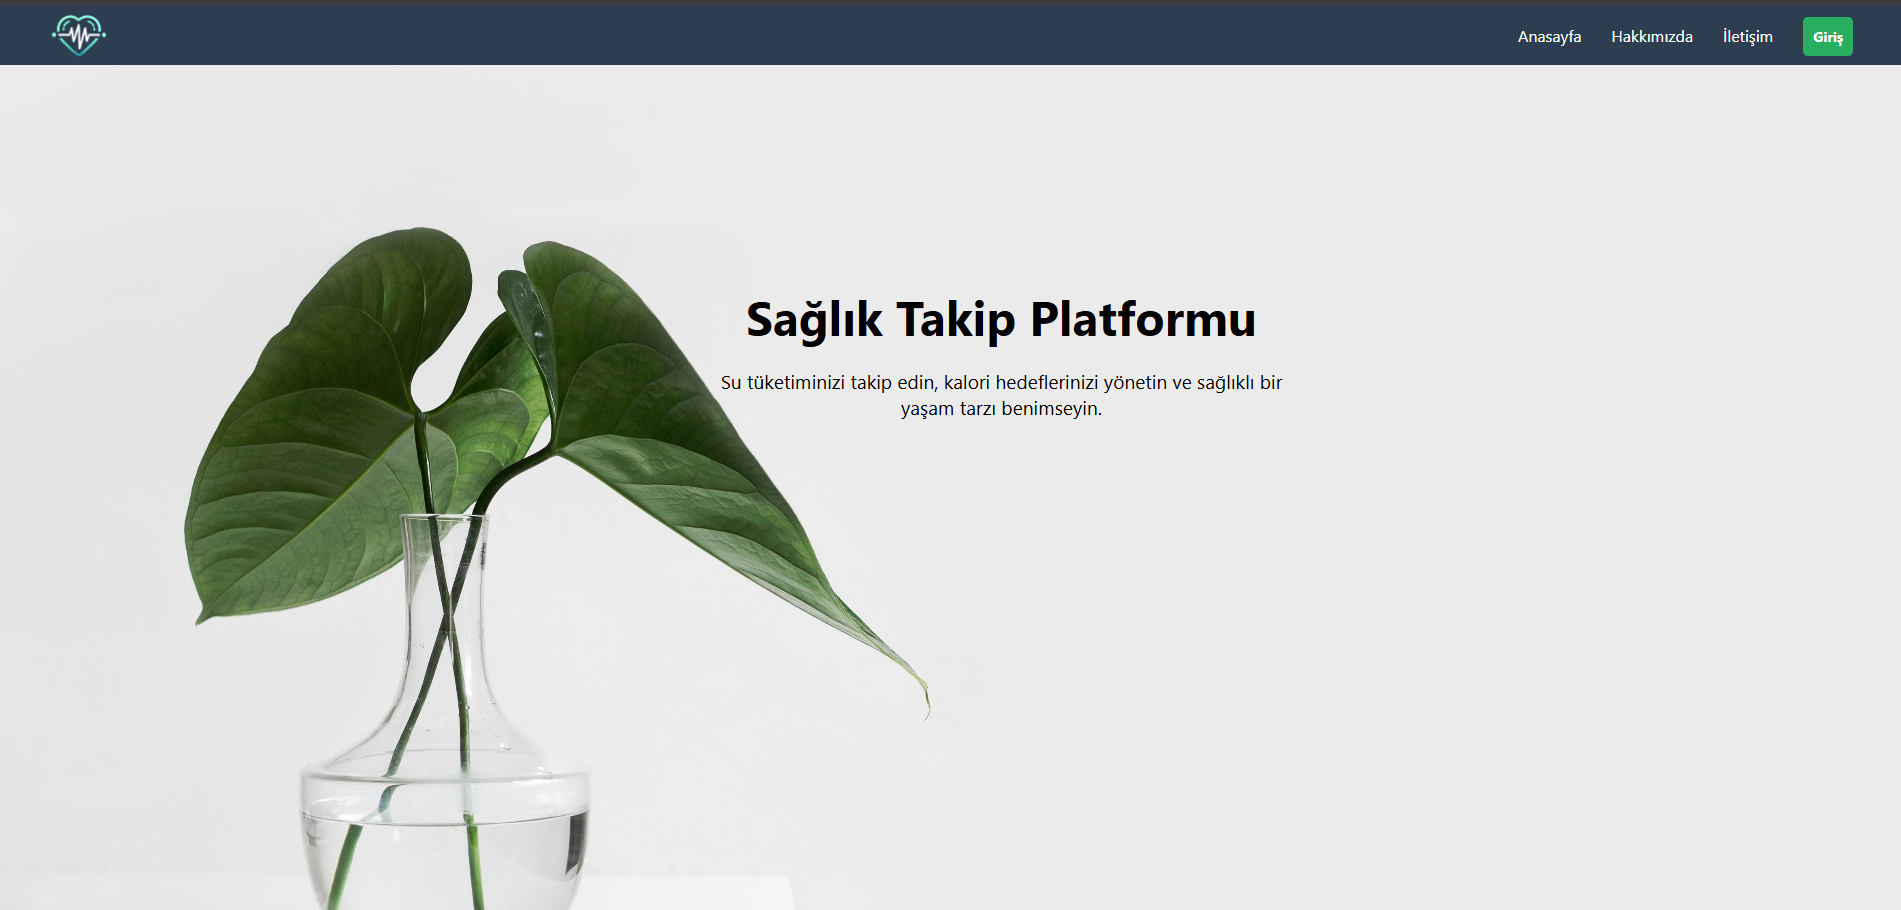 Anasayfa Hakkımızda İletişim Giriş
Sağlık Takip Platformu
Su tüketiminizi takip edin, kalori hedeflerinizi yönetin ve sağlıklı bir
yaşam tarzı benimseyin.